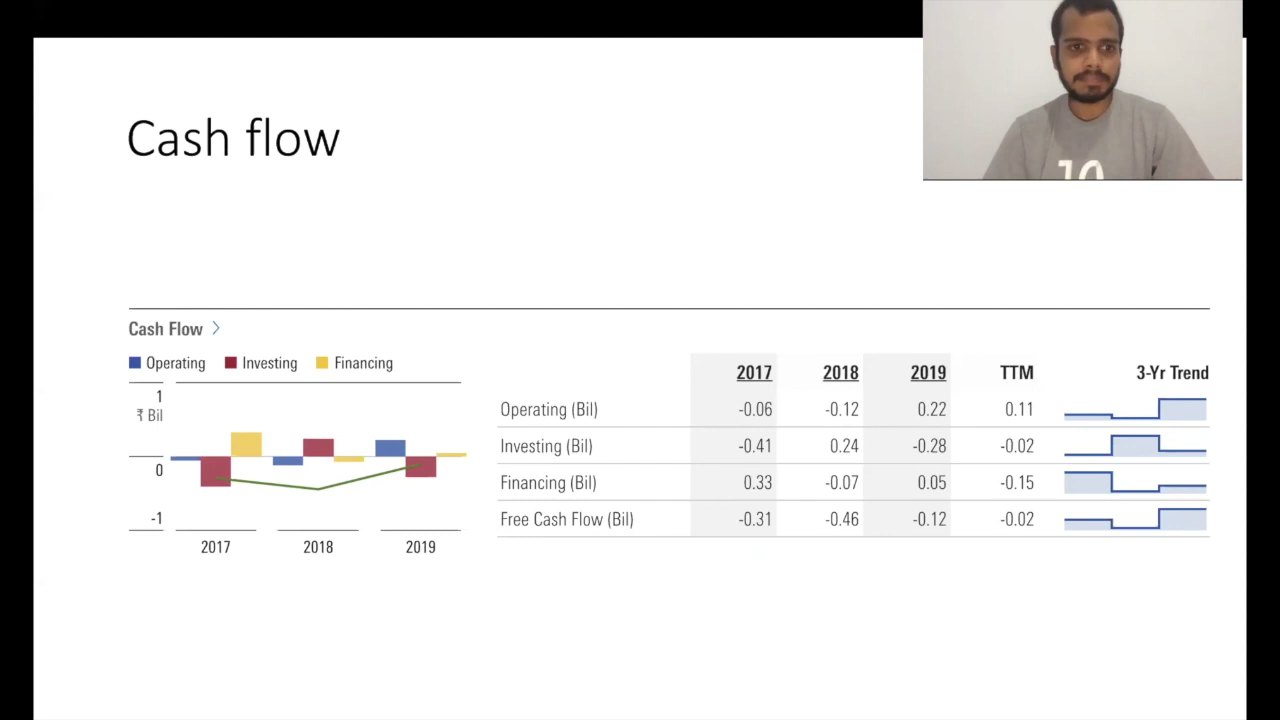 Cash flow
10
Cash Flow >
Operating Investing Financing
1
₹ Bil
0
-1
2017 2018 2019
2017 2018 2019 TTM 3-Yr Trend
Operating (Bil) -0.06 -0.12 0.22 0.11
Investing (Bil) -0.41 0.24 -0.28 -0.02
Financing (Bil) 0.33 -0.07 0.05 -0.15
Free Cash Flow (Bil) -0.31 -0.46 -0.12 -0.02